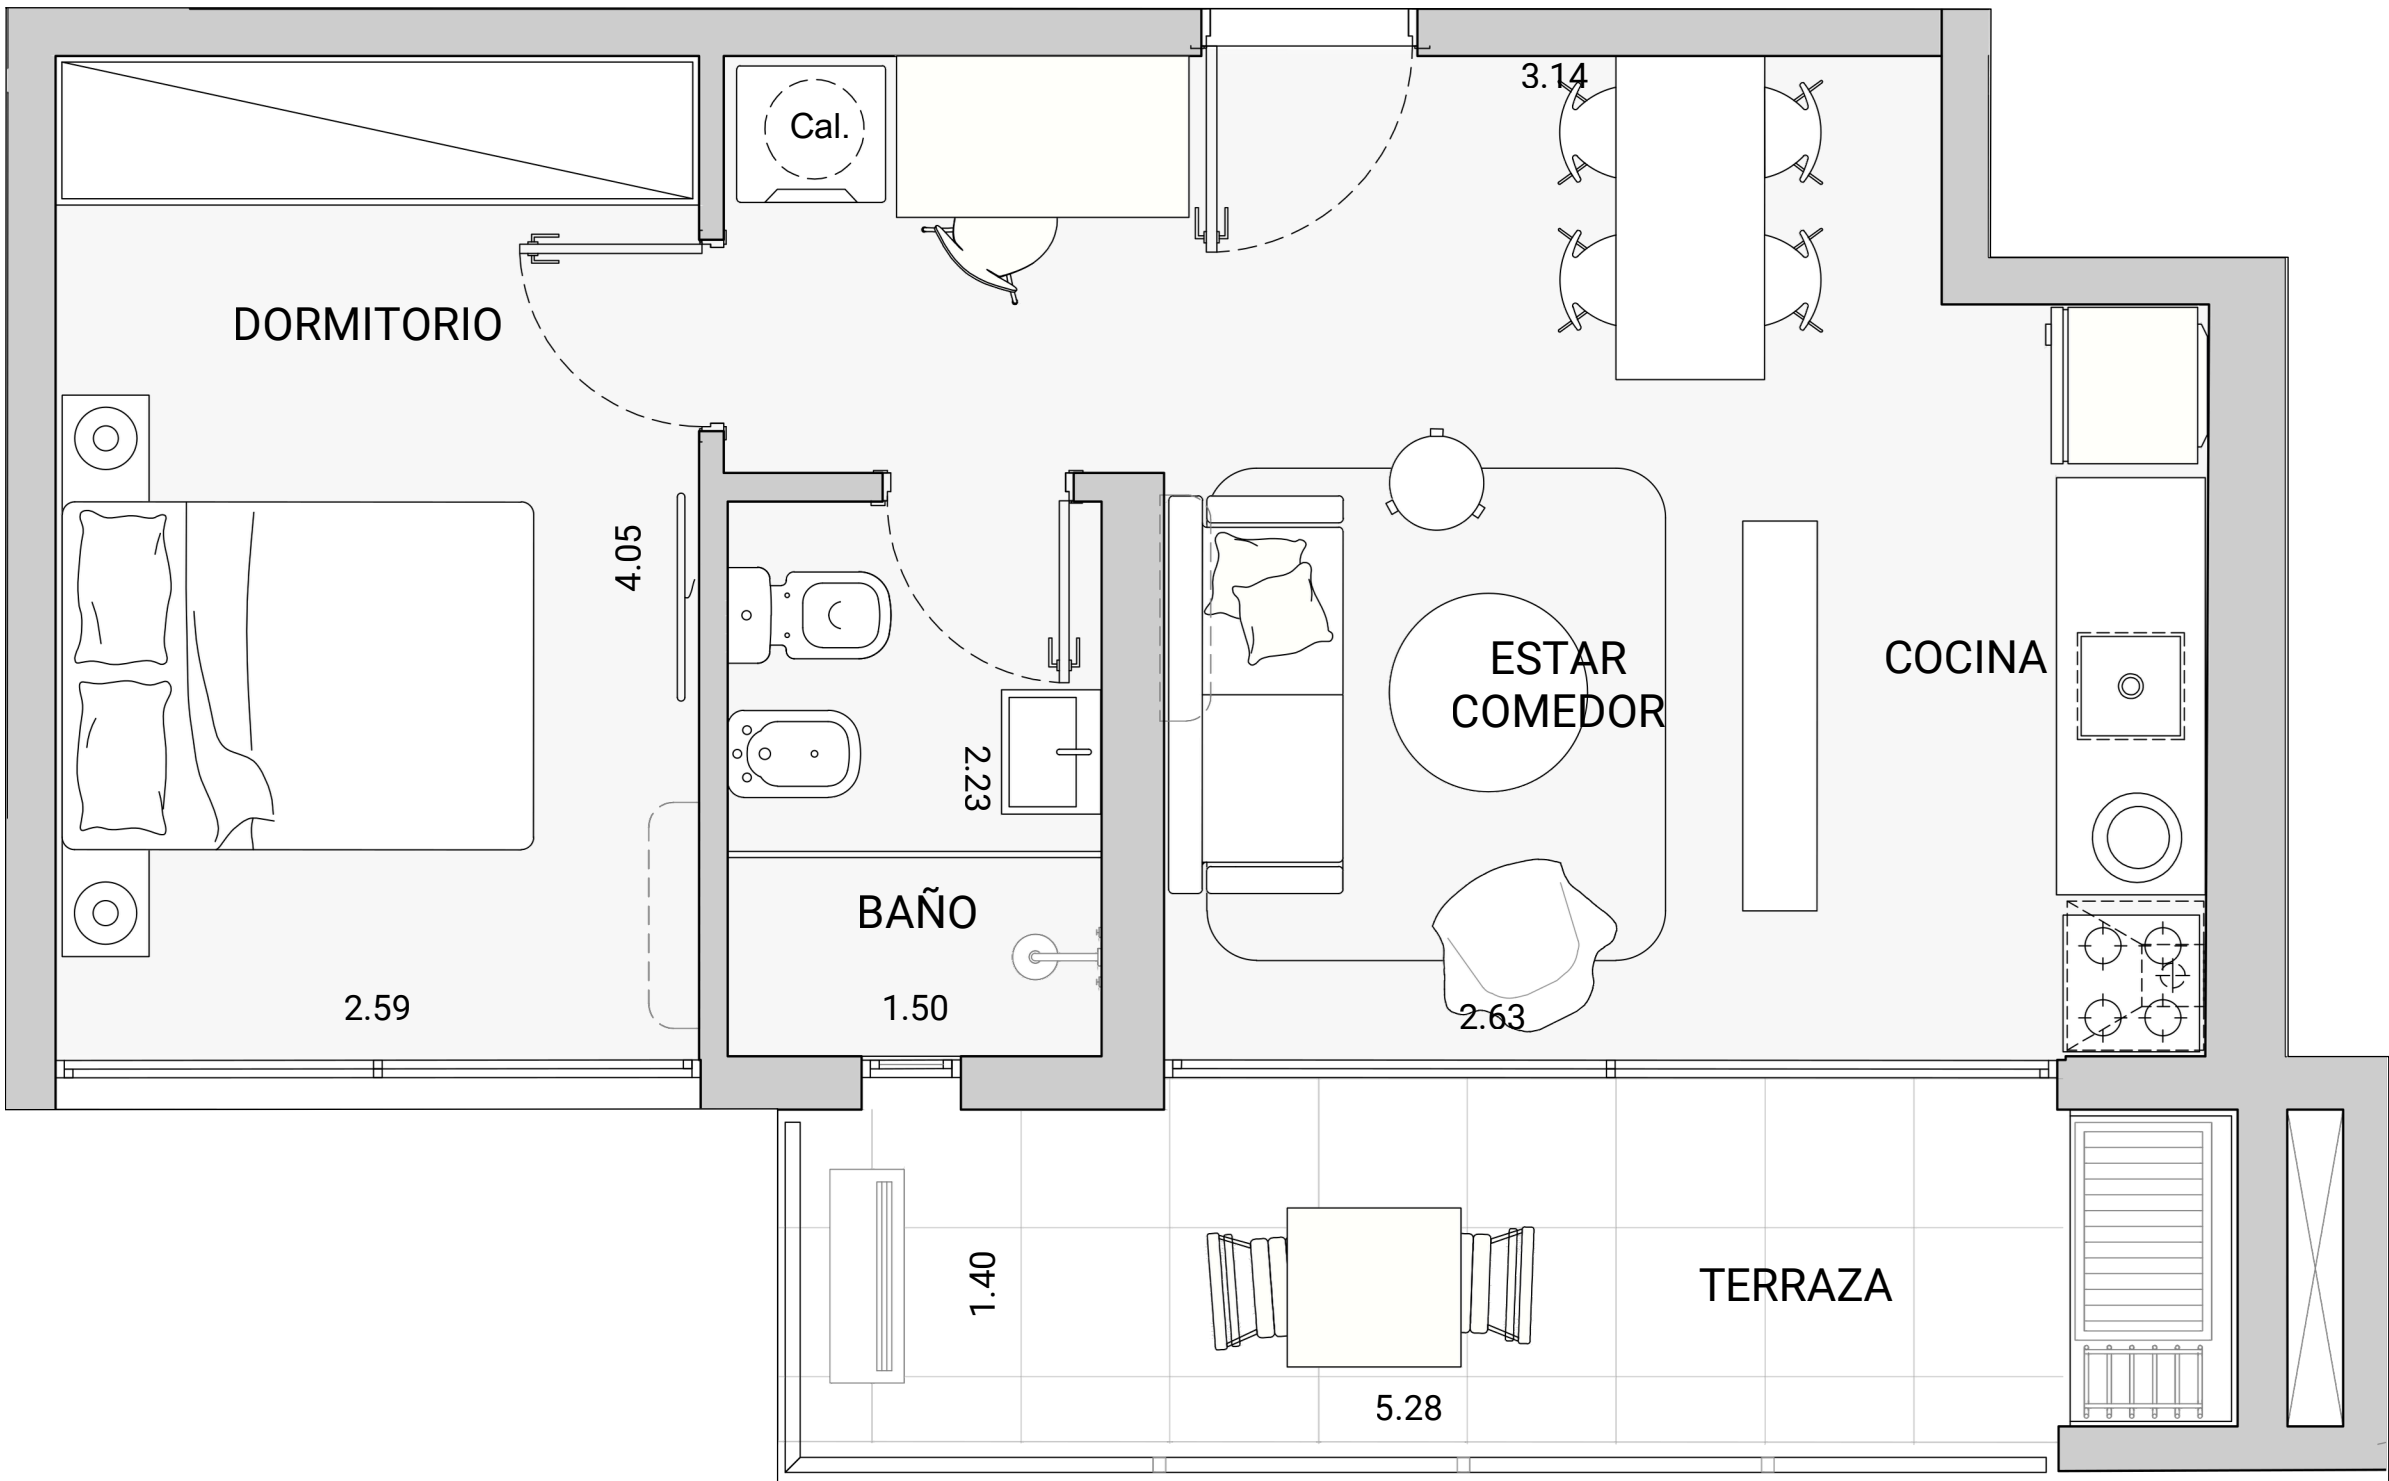 3.14
Cal.
DORMITORIO
4.05
ESTAR
COMEDOR
COCINA
2.23
BAÑO
2.59
1.50
2.63
1.40
TERRAZA
5.28